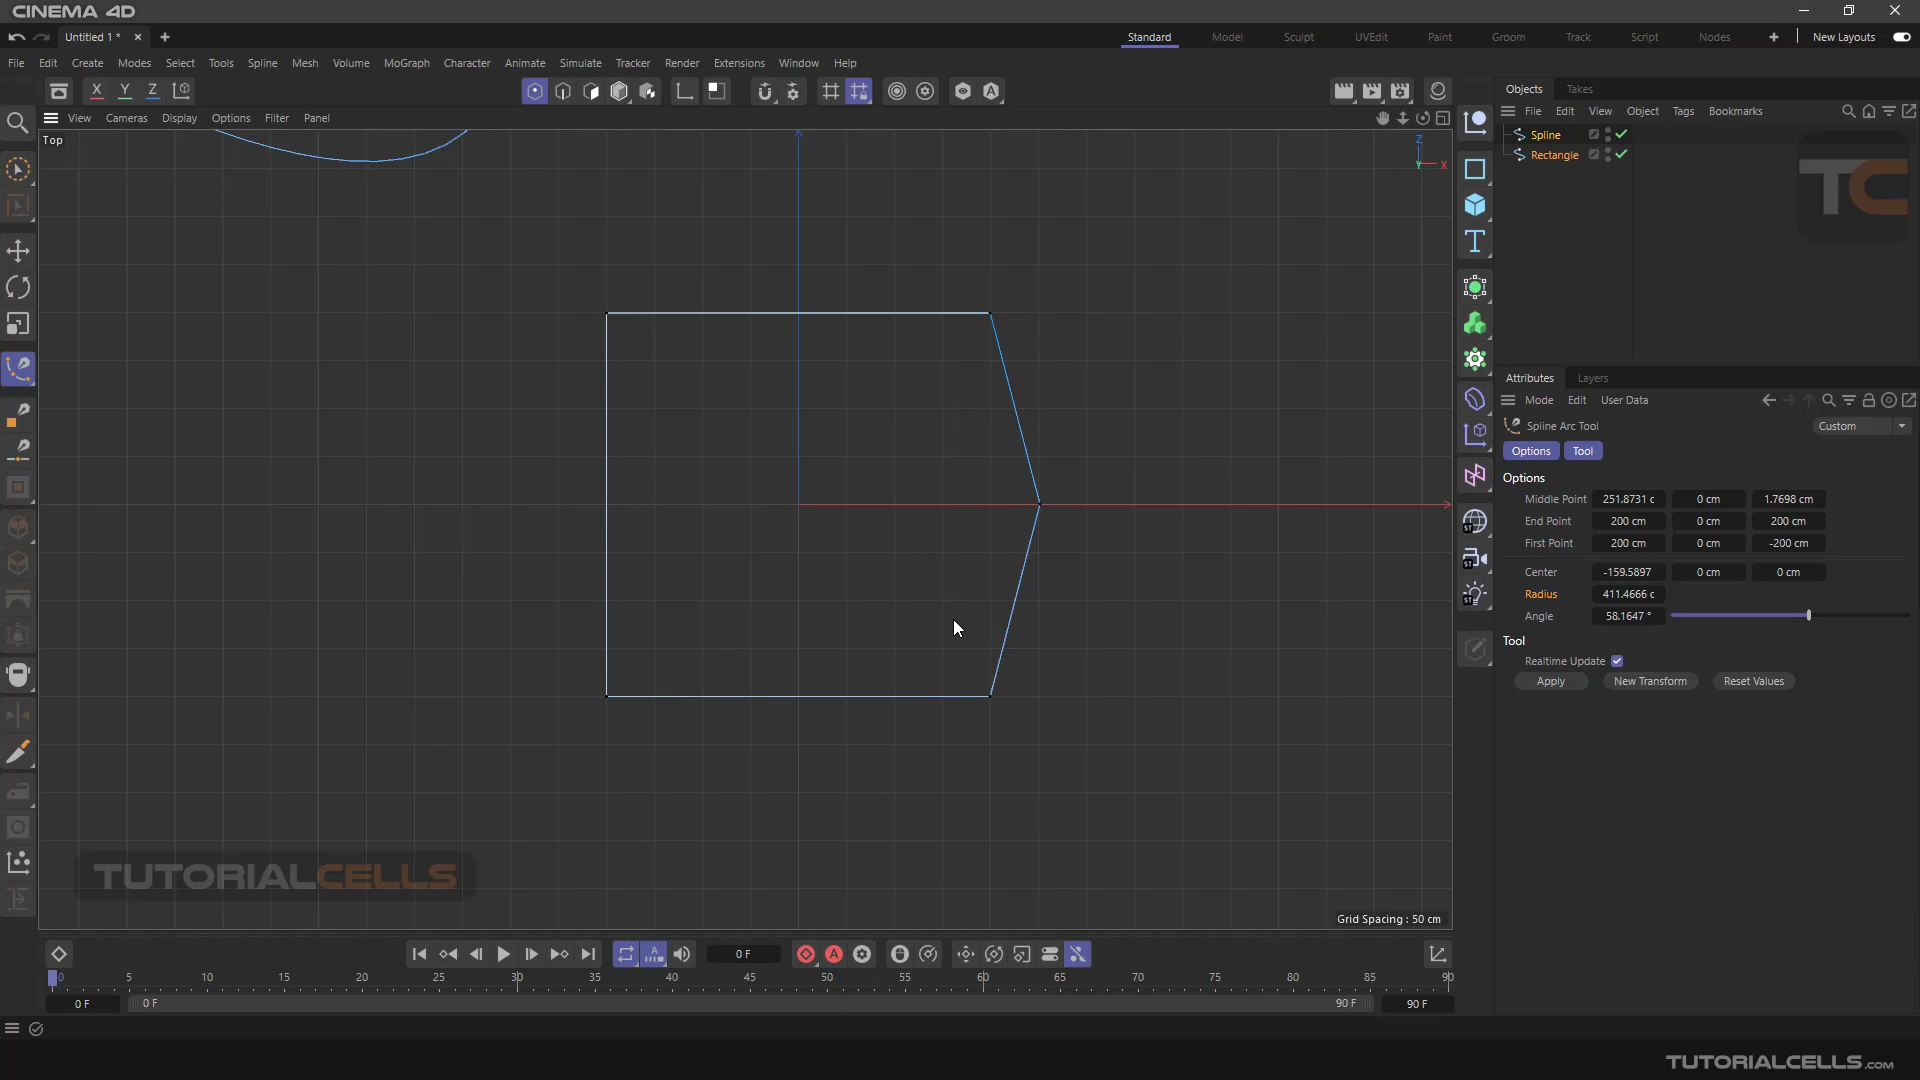 CINEMA 4D
Untitled 1 *
Standard Model Sculpt UVEdit Paint Groom Track Script Nodes New Layouts
File Edit Create Modes Select Tools Spline Mesh Volume MoGraph Character Animate Simulate Tracker Render Extensions Window Help
X Y Z
Objects Takes
File Edit View Object Tags Bookmarks
View Cameras Display Options Filter Panel
Top
Z
Y X
Spline
Rectangle
TC
Attributes Layers
Mode Edit User Data
Spline Arc Tool Custom
Options Tool
Options
Middle Point 251.8731 c 0 cm 1.7698 cm
End Point 200 cm 0 cm 200 cm
First Point 200 cm 0 cm -200 cm
Center -159.5897 0 cm 0 cm
Radius 411.4666 c
Angle 58.1647 °
Tool
Realtime Update
Apply New Transform Reset Values
ST
ST
ST
TUTORIALCELLS
Grid Spacing : 50 cm
0 F
0 5 10 15 20 25 30 35 40 45 50 55 60 65 70 75 80 85 90
0 F 0 F 90 F 90 F
TUTORIALCELLS.COM